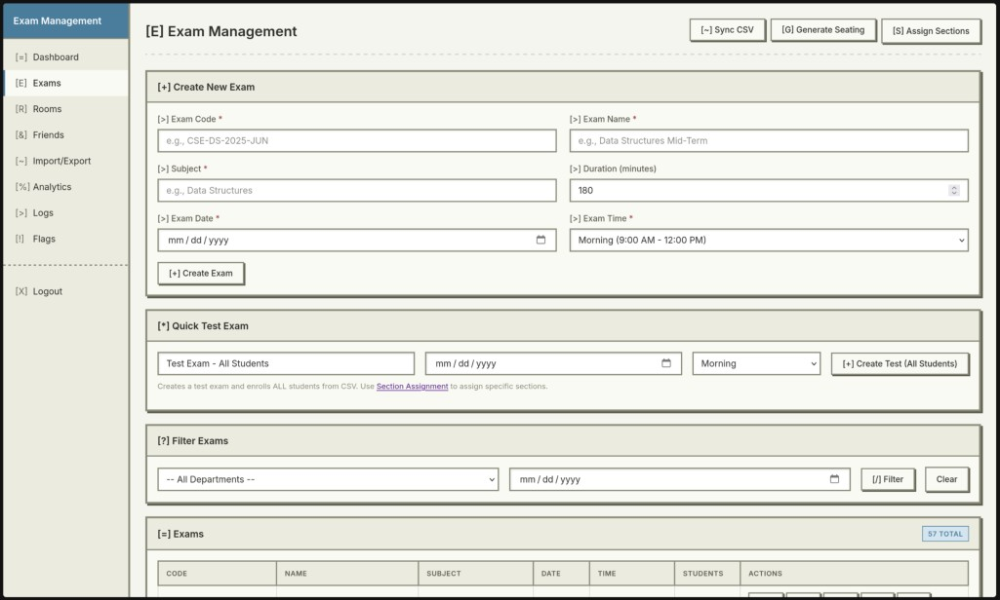 Exam Management
[=] Dashboard
[E] Exams
[R] Rooms
[&] Friends
[~] Import/Export
[%] Analytics
[>] Logs
[!] Flags
[X] Logout
[E] Exam Management
[~] Sync CSV
[G] Generate Seating
[S] Assign Sections
[+] Create New Exam
[>] Exam Code *
[>] Exam Name *
e.g., CSE-DS-2025-JUN
e.g., Data Structures Mid-Term
[>] Subject *
[>] Duration (minutes)
e.g., Data Structures
180
[>] Exam Date *
[>] Exam Time *
mm / dd / yyyy
Morning (9:00 AM - 12:00 PM)
[+] Create Exam
[*] Quick Test Exam
Test Exam - All Students
mm / dd / yyyy
Morning
[+] Create Test (All Students)
Creates a test exam and enrolls ALL students from CSV. Use Section Assignment to assign specific sections.
[?] Filter Exams
-- All Departments --
mm / dd / yyyy
[/] Filter
Clear
[=] Exams
57 TOTAL
CODE
NAME
SUBJECT
DATE
TIME
STUDENTS
ACTIONS